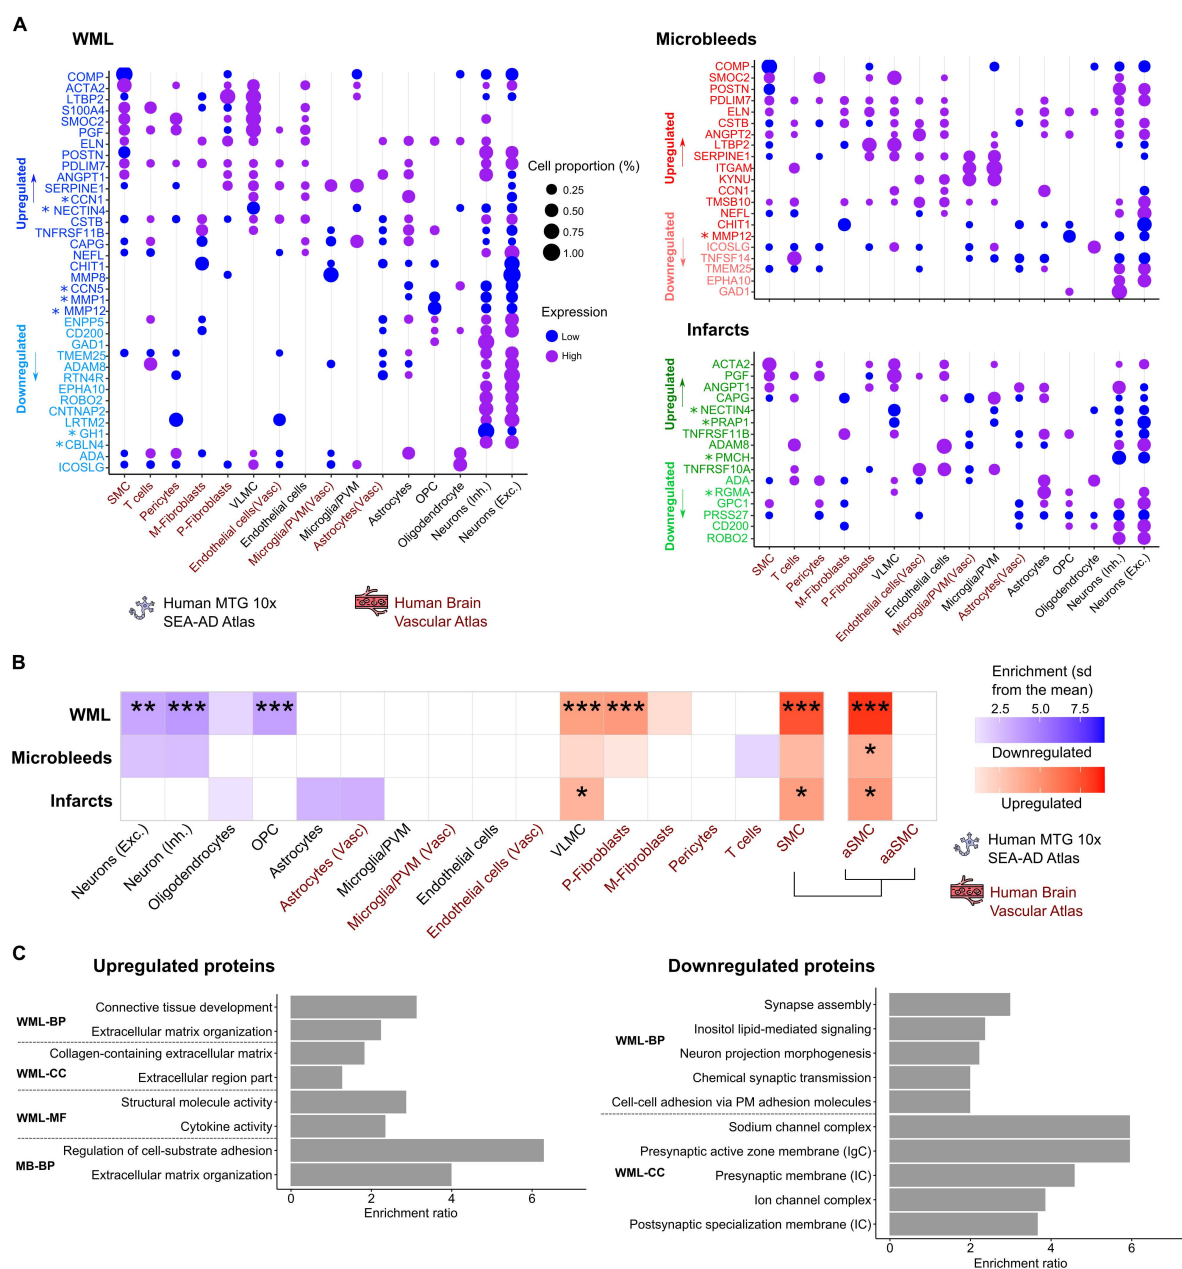 A
WML
COMP
ACTA2
LTBP2
S100A4
SMOC2
PGF
ELN
POSTN
PDLIM7
ANGPT1
SERPINE1
*CCN1
*NECTIN4
CSTB
TNFRSF11B
CAPG
NEFL
CHIT1
MMP8
*CCN5
*MMP1
*MMP12
ENPP5
CD200
GAD1
TMEM25
ADAM8
RTN4R
EPHA10
ROBO2
CNTNAP2
LRTM2
*GH1
*CBLN4
ADA
ICOSLG
Upregulated
Downregulated
SMC
T cells
Pericytes
M-Fibroblasts
P-Fibroblasts
VLMC
Endothelial cells(Vasc)
Endothelial cells
Microglia/PVM(Vasc)
Microglia/PVM
Astrocytes(Vasc)
Astrocytes
OPC
Oligodendrocyte
Neurons (Inh.)
Neurons (Exc.)
Cell proportion (%)
0.25
0.50
0.75
1.00
Expression
Low
High
Human MTG 10x
SEA-AD Atlas
Human Brain
Vascular Atlas
Microbleeds
COMP
SMOC2
POSTN
PDLIM7
ELN
CSTB
ANGPT2
LTBP2
SERPINE1
ITGAM
KYNU
CCN1
TMSB10
NEFL
CHIT1
*MMP12
ICOSLG
TNFSF14
TMEM25
EPHA10
GAD1
Upregulated
Downregulated
Infarcts
ACTA2
PGF
ANGPT1
CAPG
*NECTIN4
*PRAP1
TNFRSF11B
ADAM8
*PMCH
TNFRSF10A
ADA
*RGMA
GPC1
PRSS27
CD200
ROBO2
Upregulated
Downregulated
SMC
T cells
Pericytes
M-Fibroblasts
P-Fibroblasts
VLMC
Endothelial cells(Vasc)
Endothelial cells
Microglia/PVM(Vasc)
Microglia/PVM
Astrocytes(Vasc)
Astrocytes
OPC
Oligodendrocyte
Neurons (Inh.)
Neurons (Exc.)
B
WML ** *** *** *** *** *** ***
Microbleeds *
Infarcts * * *
Neurons (Exc.)
Neuron (Inh.)
Oligodendrocytes
OPC
Astrocytes
Astrocytes (Vasc)
Microglia/PVM
Microglia/PVM (Vasc)
Endothelial cells
Endothelial cells (Vasc)
VLMC
P-Fibroblasts
M-Fibroblasts
Pericytes
T cells
SMC
aSMC
aaSMC
Enrichment (sd
from the mean)
2.5 5.0 7.5
Downregulated
Upregulated
Human MTG 10x
SEA-AD Atlas
Human Brain
Vascular Atlas
C
Upregulated proteins
WML-BP
Connective tissue development
Extracellular matrix organization
WML-CC
Collagen-containing extracellular matrix
Extracellular region part
WML-MF
Structural molecule activity
Cytokine activity
MB-BP
Regulation of cell-substrate adhesion
Extracellular matrix organization
0 2 4 6
Enrichment ratio
Downregulated proteins
WML-BP
Synapse assembly
Inositol lipid-mediated signaling
Neuron projection morphogenesis
Chemical synaptic transmission
Cell-cell adhesion via PM adhesion molecules
WML-CC
Sodium channel complex
Presynaptic active zone membrane (IgC)
Presynaptic membrane (IC)
Ion channel complex
Postsynaptic specialization membrane (IC)
0 2 4 6
Enrichment ratio